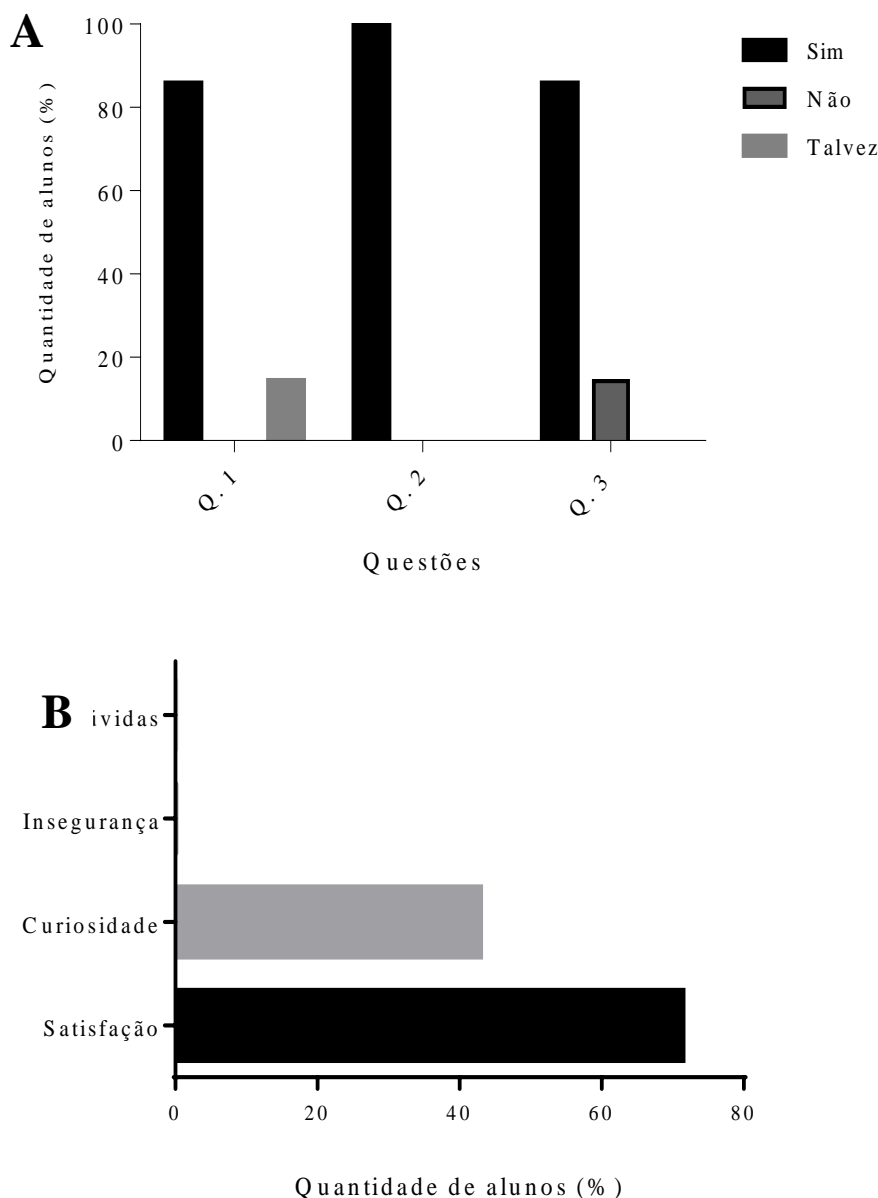 A
100
80
60
40
20
0
Quantidade de alunos (%)
Q. 1
Q. 2
Q. 3
Questões
Sim
Não
Talvez
B
ividas
Insegurança
Curiosidade
Satisfação
0 20 40 60 80
Quantidade de alunos (%)